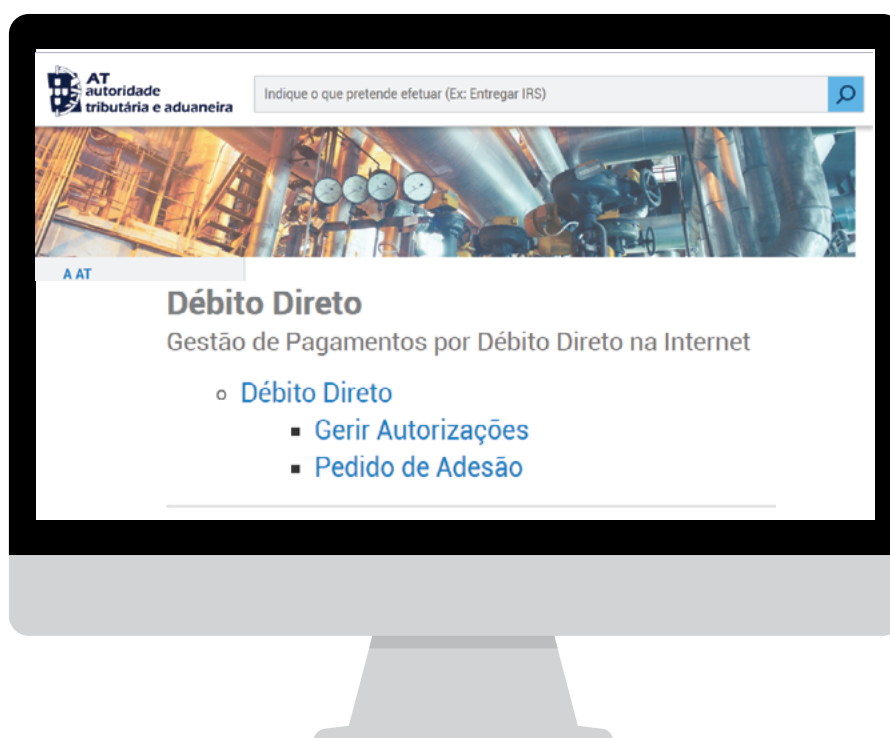 AT
autoridade
tributária e aduaneira
Indique o que pretende efetuar (Ex: Entregar IRS)
A AT
Débito Direto
Gestão de Pagamentos por Débito Direto na Internet
Débito Direto
Gerir Autorizações
Pedido de Adesão